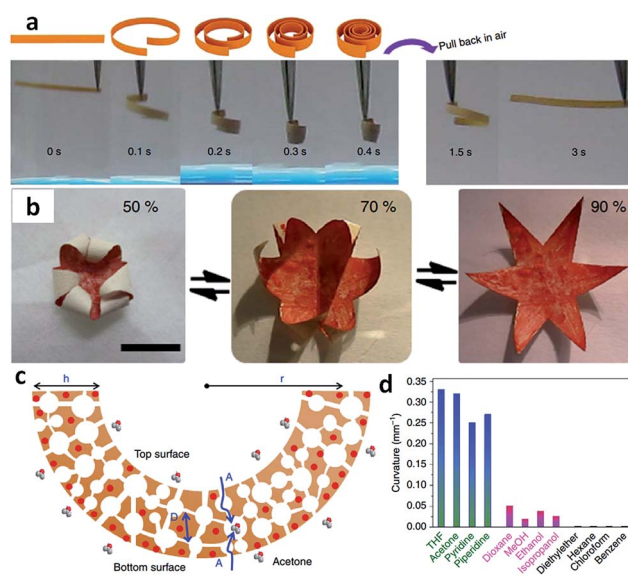 a
Pull back in air
0 s
0.1 s
0.2 s
0.3 s
0.4 s
1.5 s
3 s
b
50 %
70 %
90 %
c
h
r
Top surface
A
D
A
Bottom surface
Acetone
d
Curvature (mm⁻¹)
0.35
0.30
0.25
0.20
0.15
0.10
0.05
0.00
THF
Acetone
Pyridine
Piperidine
Dioxane
MeOH
Ethanol
Isopropanol
Diethylether
Hexane
Chloroform
Benzene